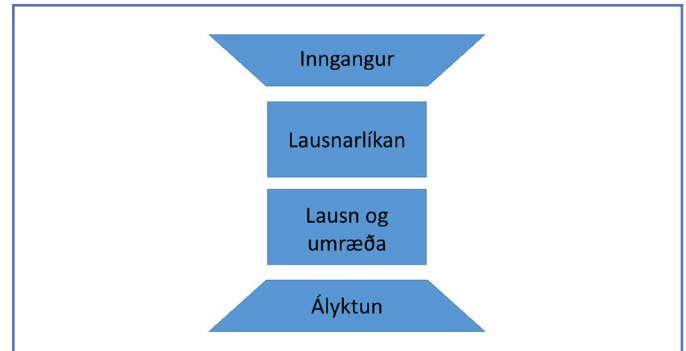 Inngangur
Lausnarlíkan
Lausn og
umræða
Ályktun